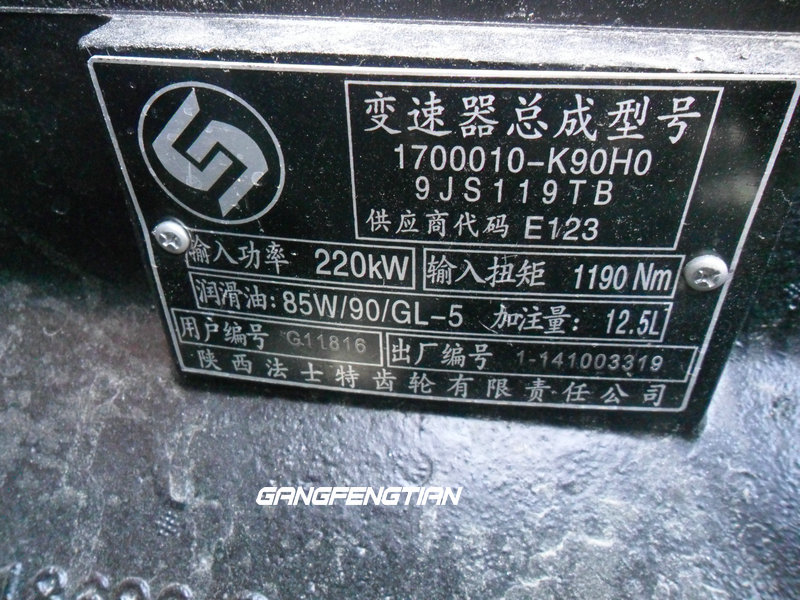 变速器总成型号
1700010-K90H0
9JS119TB
供应商代码 E123
输入功率 220kW 输入扭矩 1190 Nm
润滑油: 85W/90/GL-5 加注量: 12.5L
用户编号 G11816 出厂编号 1-141003319
陕西法士特齿轮有限责任公司
GANGFENGTIAN